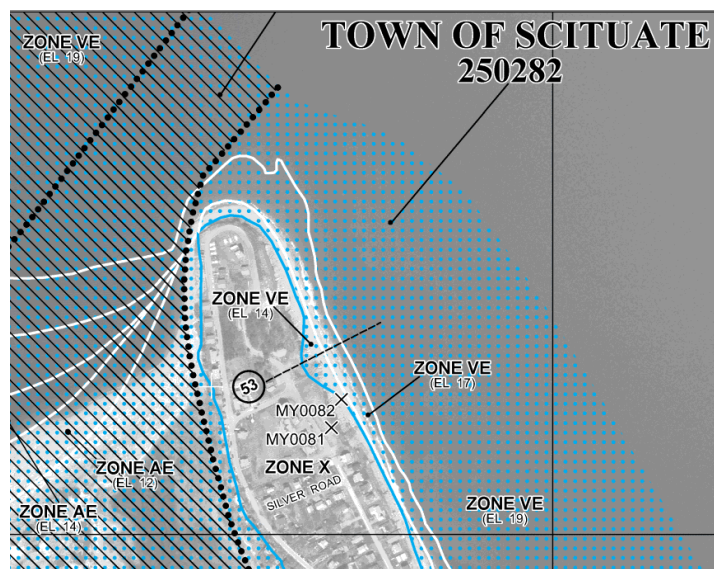 TOWN OF SCITUATE
250282
ZONE VE
(EL 19)
ZONE VE
(EL 14)
53
ZONE VE
(EL 17)
MY0082
MY0081
ZONE X
ZONE AE
(EL 12)
SILVER ROAD
ZONE AE
(EL 14)
ZONE VE
(EL 19)